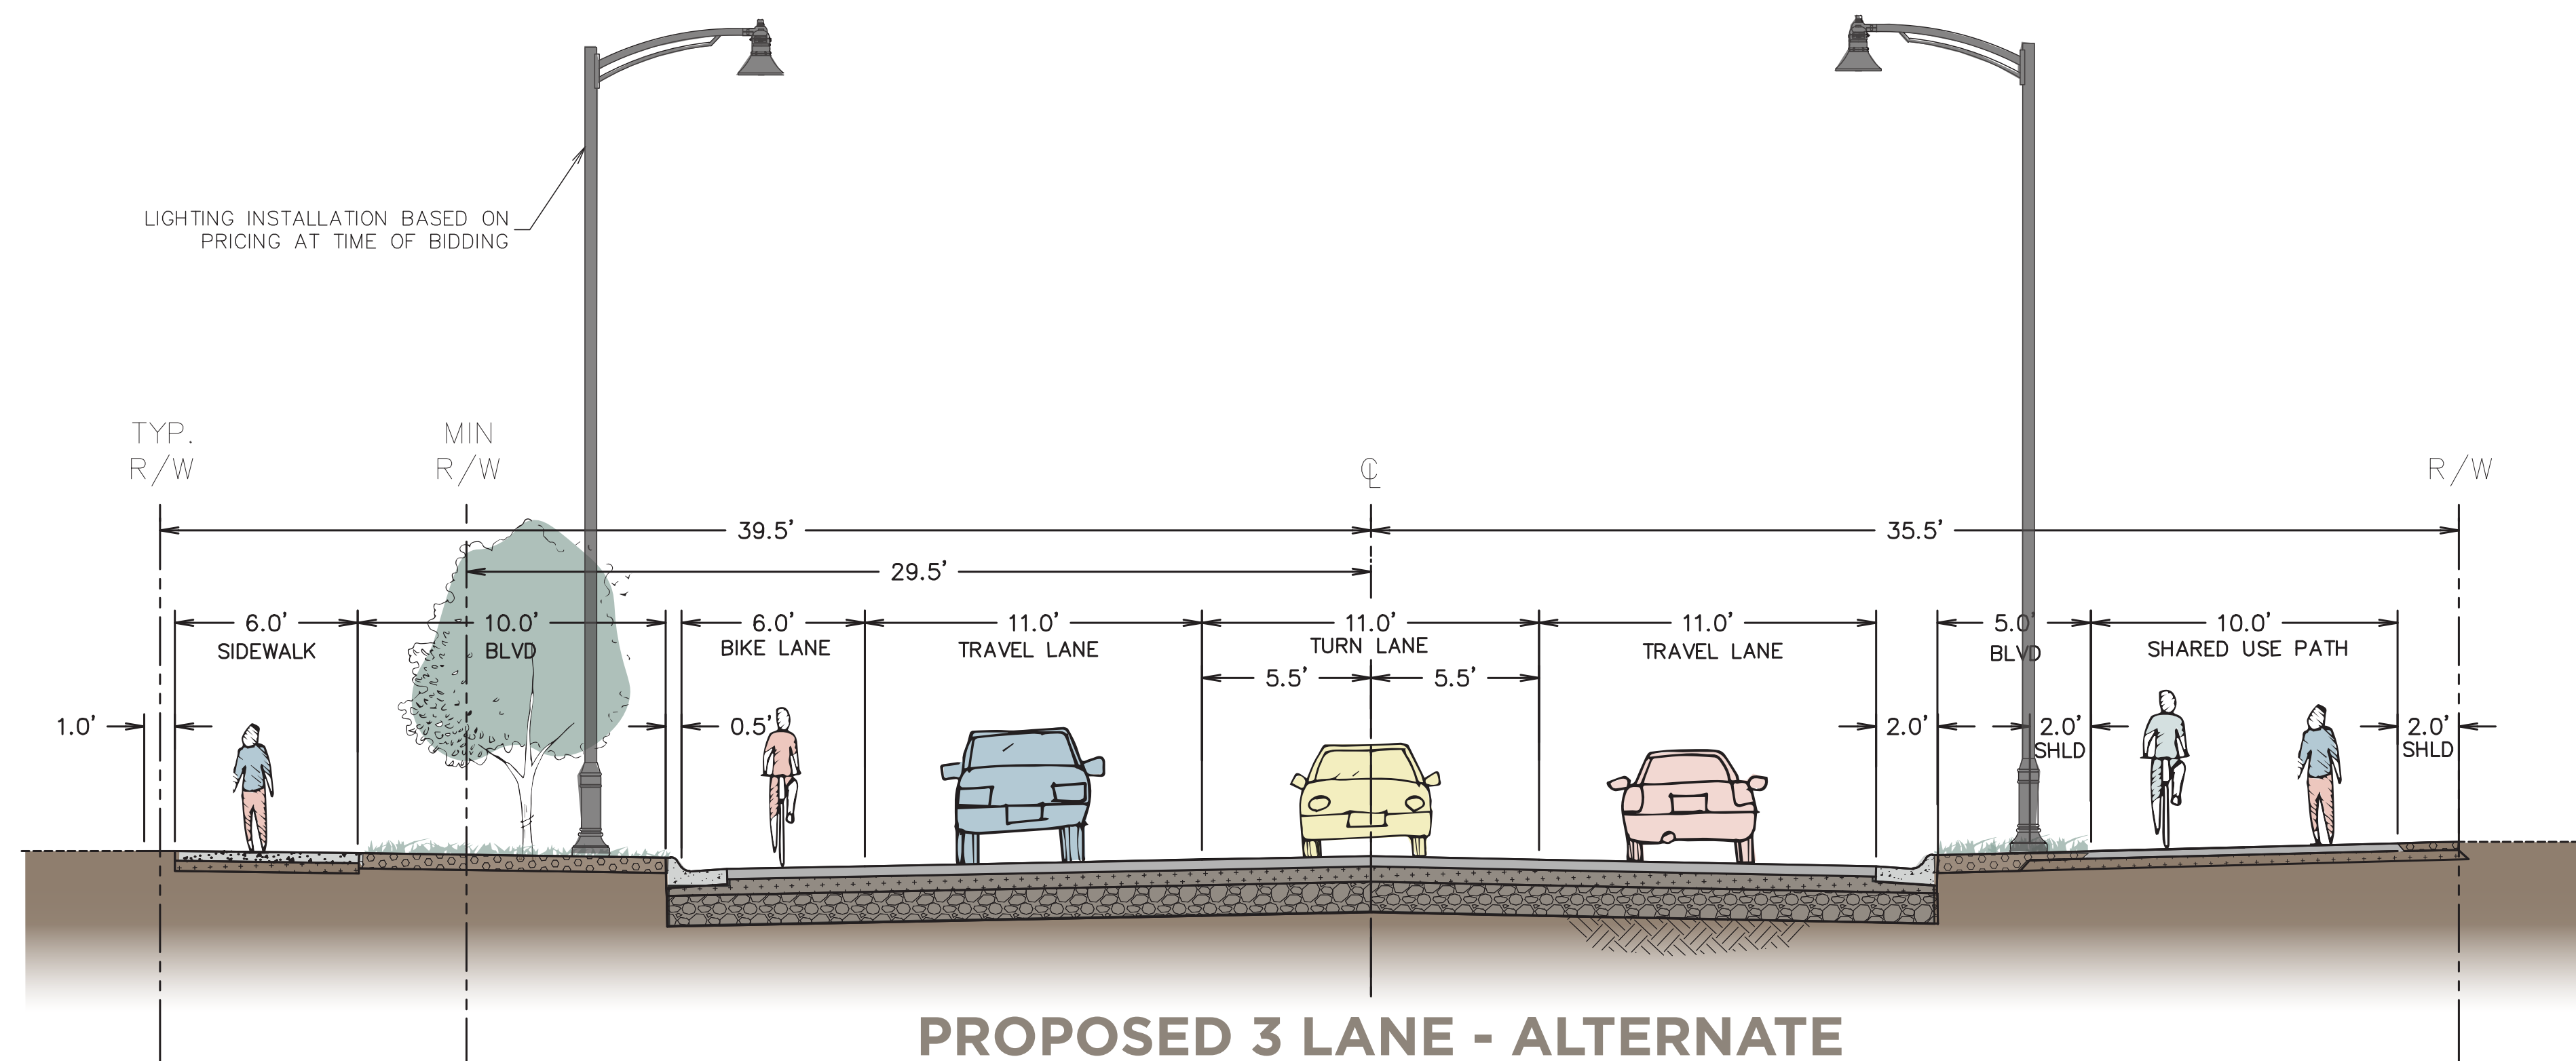 LIGHTING INSTALLATION BASED ON
PRICING AT TIME OF BIDDING
TYP.
R/W
MIN
R/W
℄
R/W
39.5'
35.5'
29.5'
6.0'
SIDEWALK
10.0'
BLVD
6.0'
BIKE LANE
11.0'
TRAVEL LANE
11.0'
TURN LANE
11.0'
TRAVEL LANE
5.0'
BLVD
10.0'
SHARED USE PATH
5.5'
5.5'
1.0'
0.5'
2.0'
2.0'
SHLD
2.0'
SHLD
PROPOSED 3 LANE - ALTERNATE